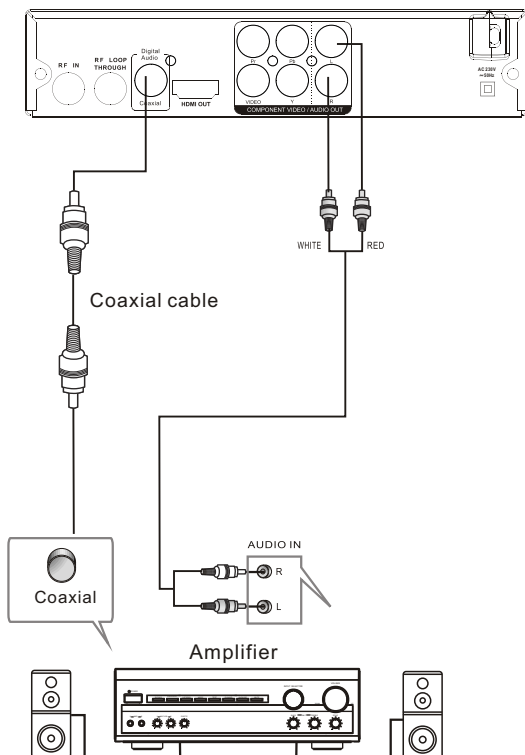 Digital
Audio
RF IN
RF LOOP
THROUGH
Coaxial
HDMI OUT
Pr
Pb
L
VIDEO
Y
R
COMPONENT VIDEO / AUDIO OUT
AC 230V
~50Hz
WHITE
RED
Coaxial cable
AUDIO IN
R
L
Coaxial
Amplifier